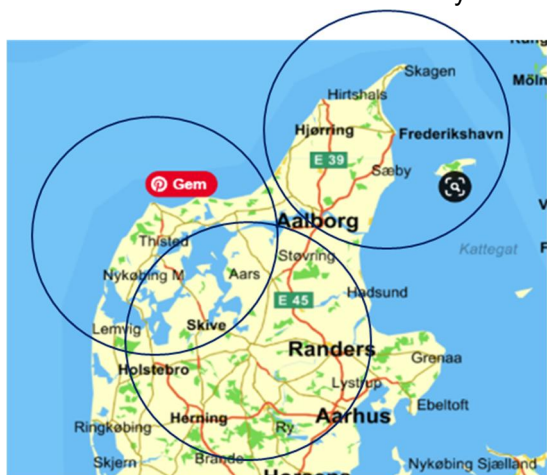 Skagen
Hirtshals
Hjørring
Frederikshavn
E 39
Sæby
Gem
Aalborg
Thisted
Støvring
Kattegat
Nykøbing M
Aars
E 45
Hadsund
Lemvig
Skive
Randers
Grenaa
Holstebro
Lystrup
Herning
Aarhus
Ebeltoft
Ringkøbing
Ry
Skjern
Brande
Nykøbing Sjælland